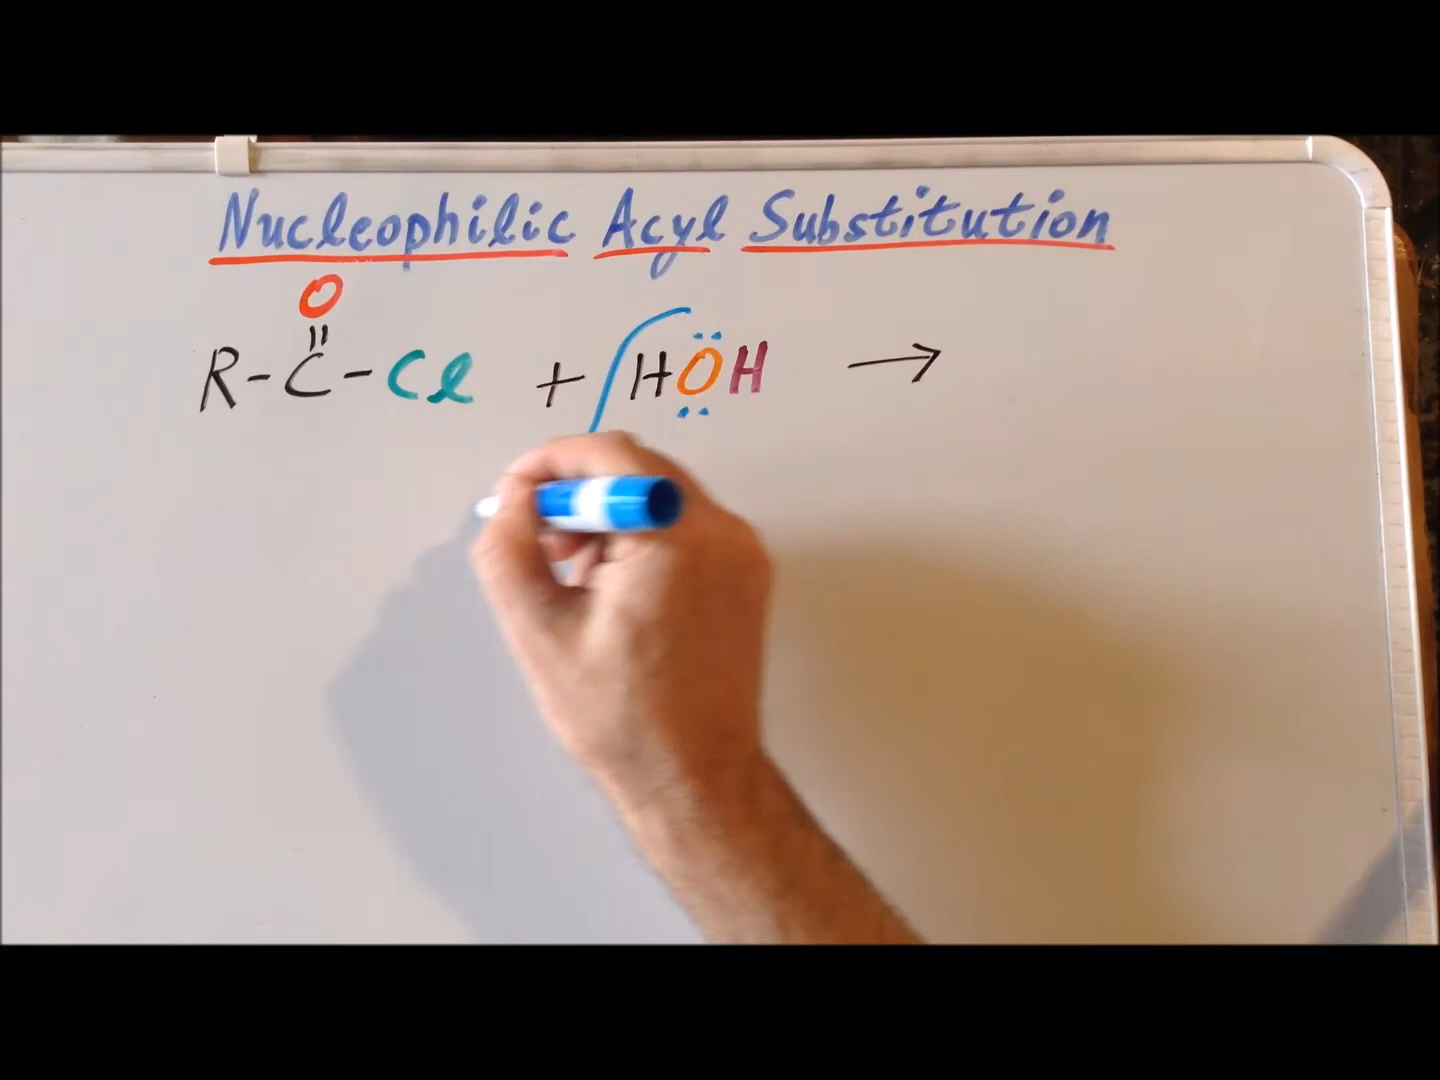 Nucleophilic Acyl Substitution
O
R-C-Cl + HOH →